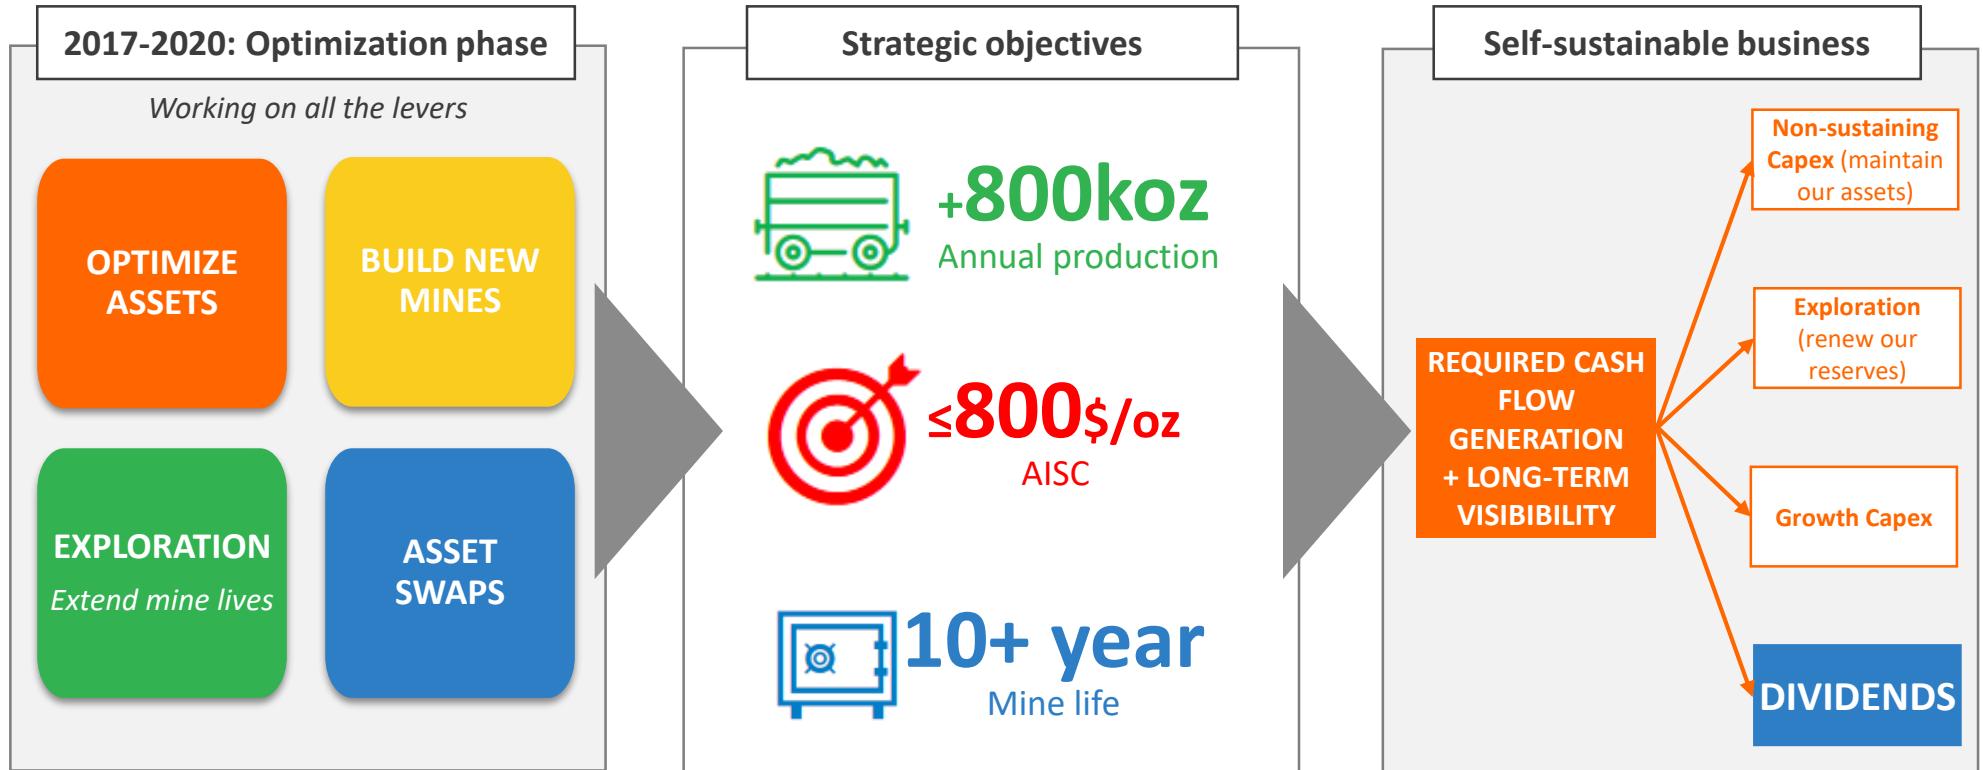 2017-2020: Optimization phase
Working on all the levers
OPTIMIZE
ASSETS
BUILD NEW
MINES
EXPLORATION
Extend mine lives
ASSET
SWAPS
Strategic objectives
+800koz
Annual production
≤800$/oz
AISC
10+ year
Mine life
Self-sustainable business
REQUIRED CASH
FLOW
GENERATION
+ LONG-TERM
VISIBIBILITY
Non-sustaining
Capex (maintain
our assets)
Exploration
(renew our
reserves)
Growth Capex
DIVIDENDS